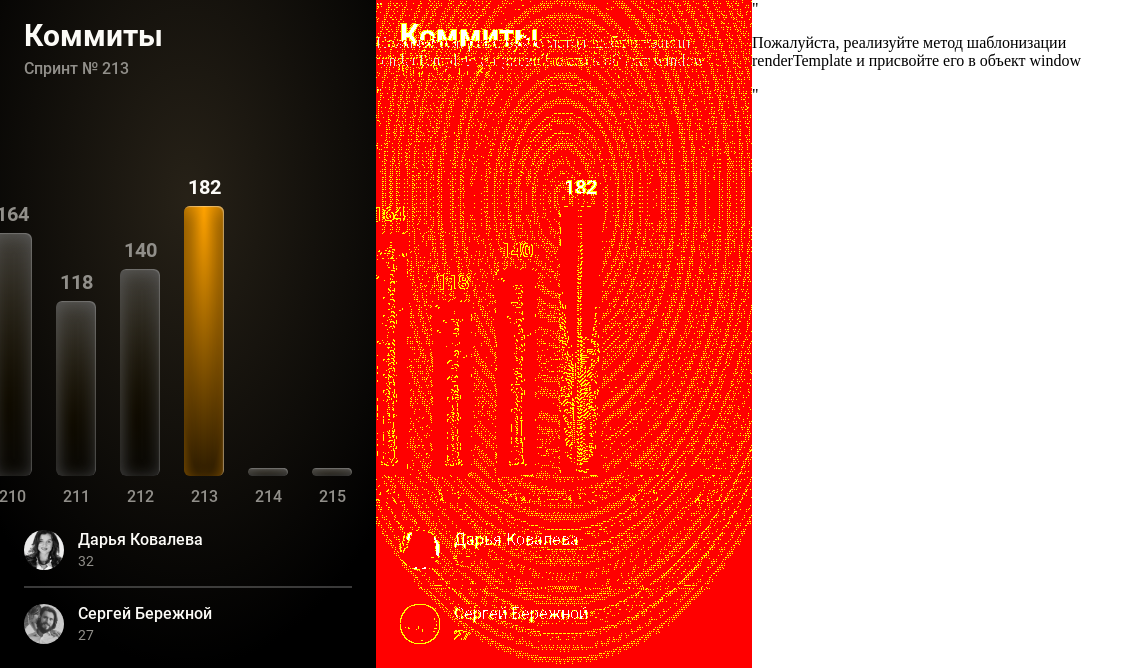 Коммиты
Спринт № 213
182
164
140
118
210 211 212 213 214 215
Дарья Ковалева
32
Сергей Бережной
27
Коммиты
182
164
140
118
Дарья Ковалева
Сергей Бережной
27
"
Пожалуйста, реализуйте метод шаблонизации
renderTemplate и присвойте его в объект window
"